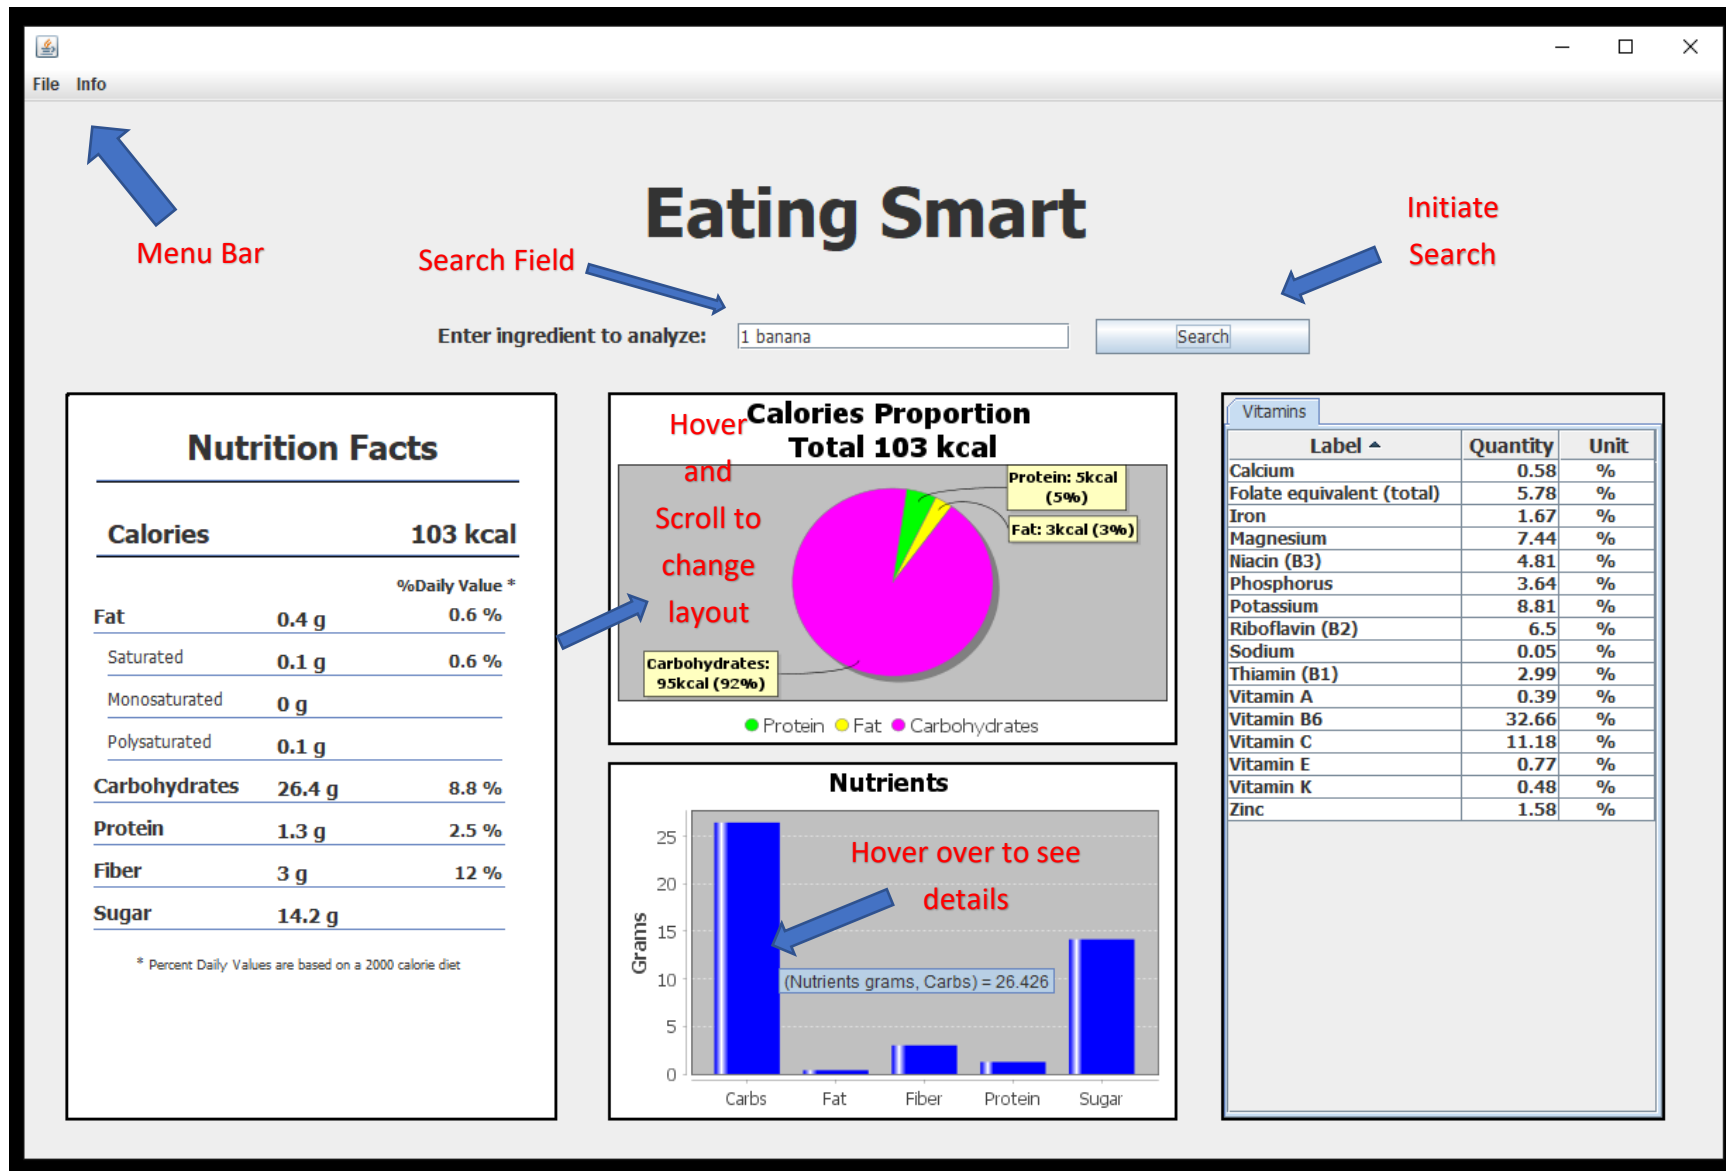 File Info
Eating Smart
Menu Bar
Search Field
Initiate
Search
Enter ingredient to analyze: 1 banana Search
Nutrition Facts
Calories 103 kcal
%Daily Value *
Fat 0.4 g 0.6 %
Saturated 0.1 g 0.6 %
Monosaturated 0 g
Polysaturated 0.1 g
Carbohydrates 26.4 g 8.8 %
Protein 1.3 g 2.5 %
Fiber 3 g 12 %
Sugar 14.2 g
* Percent Daily Values are based on a 2000 calorie diet
Calories Proportion
Total 103 kcal
Hover
and
Scroll to
change
layout
Protein: 5kcal
(5%)
Fat: 3kcal (3%)
Carbohydrates:
95kcal (92%)
Protein Fat Carbohydrates
Nutrients
Hover over to see
details
(Nutrients grams, Carbs) = 26.426
Grams
25
20
15
10
5
0
Carbs Fat Fiber Protein Sugar
Vitamins
Label Quantity Unit
Calcium 0.58 %
Folate equivalent (total) 5.78 %
Iron 1.67 %
Magnesium 7.44 %
Niacin (B3) 4.81 %
Phosphorus 3.64 %
Potassium 8.81 %
Riboflavin (B2) 6.5 %
Sodium 0.05 %
Thiamin (B1) 2.99 %
Vitamin A 0.39 %
Vitamin B6 32.66 %
Vitamin C 11.18 %
Vitamin E 0.77 %
Vitamin K 0.48 %
Zinc 1.58 %